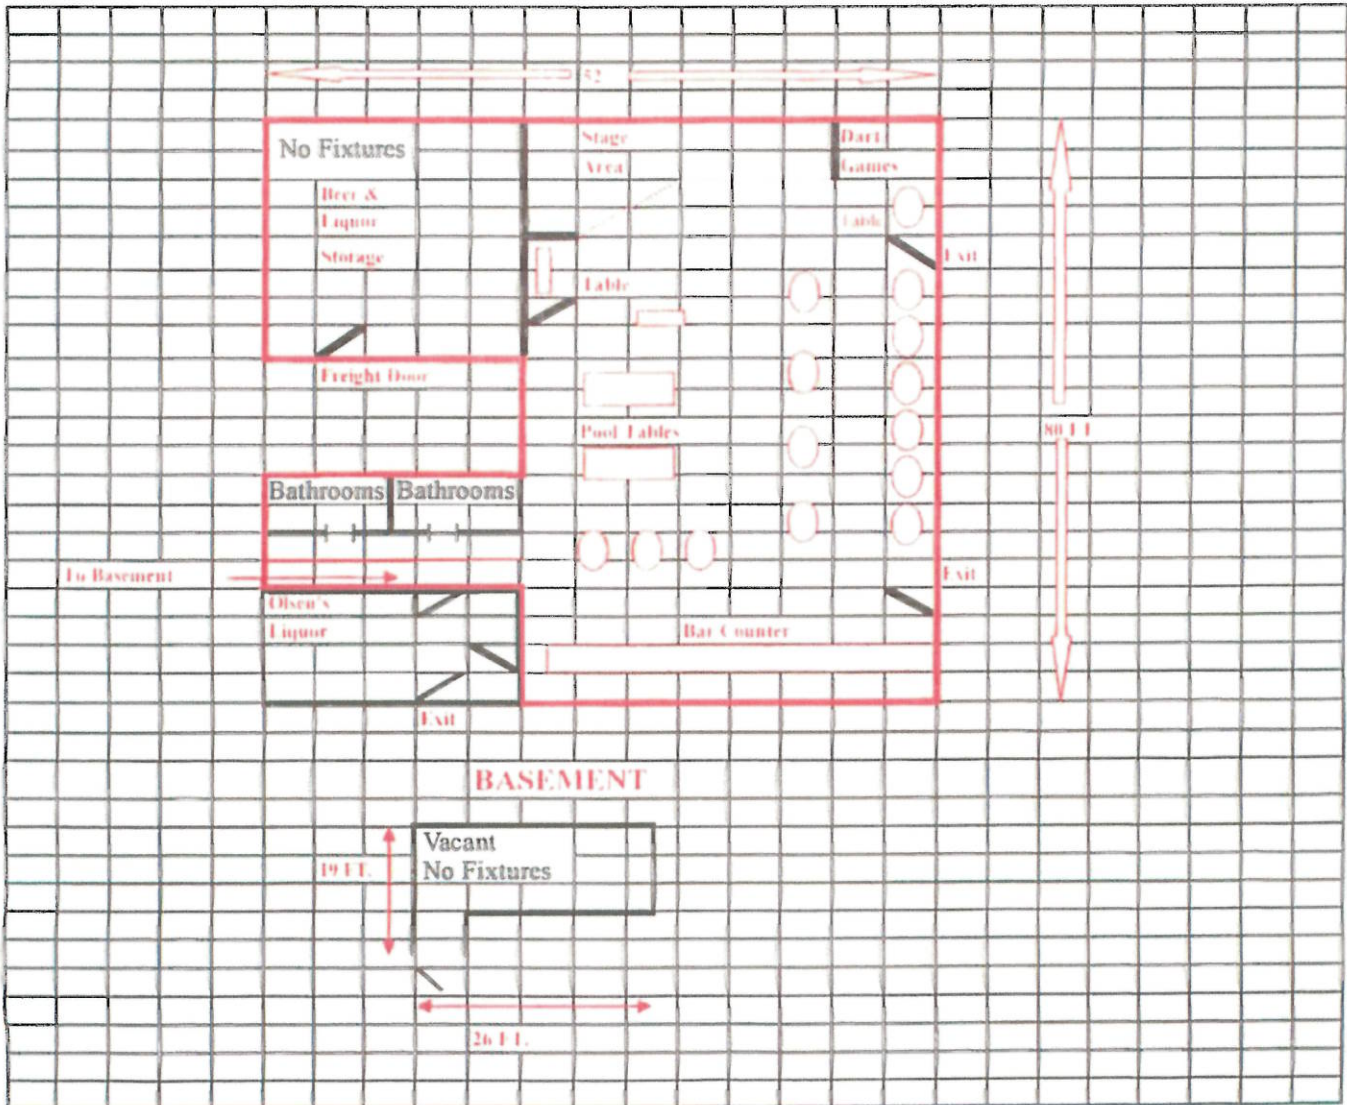 52
No Fixtures
Beer &
Liquor
Storage
Freight Door
Stage
Area
Table
Dart
Games
Table
Exit
Pool Tables
80 FT
Bathrooms Bathrooms
To Basement
Olsen's
Liquor
Exit
Bar Counter
Exit
BASEMENT
Vacant
No Fixtures
19 FT.
26 FT.